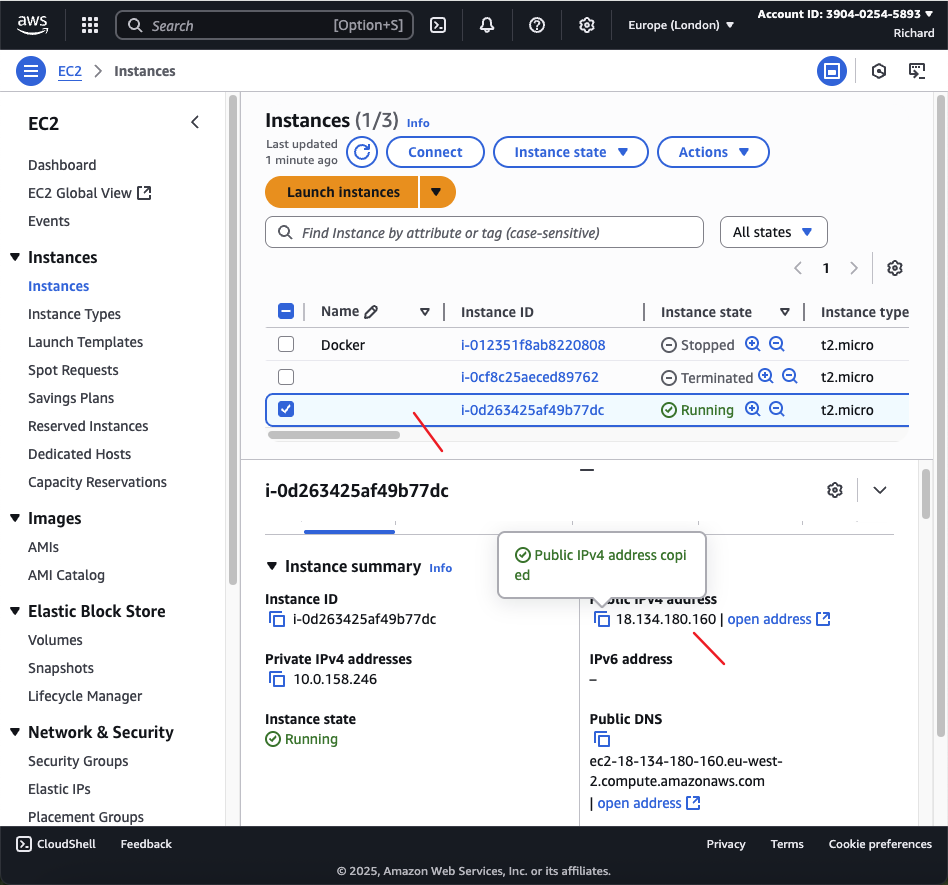 aws
Search
[Option+S]
Europe (London)
Account ID: 3904-0254-5893
Richard
EC2
Instances
EC2
Dashboard
EC2 Global View
Events
Instances
Instances
Instance Types
Launch Templates
Spot Requests
Savings Plans
Reserved Instances
Dedicated Hosts
Capacity Reservations
Images
AMIs
AMI Catalog
Elastic Block Store
Volumes
Snapshots
Lifecycle Manager
Network & Security
Security Groups
Elastic IPs
Placement Groups
Instances (1/3) Info
Last updated
1 minute ago
Connect
Instance state
Actions
Launch instances
Find Instance by attribute or tag (case-sensitive)
All states
1
Name Instance ID Instance state Instance type
Docker i-012351f8ab8220808 Stopped t2.micro
i-0cf8c25aeced89762 Terminated t2.micro
i-0d263425af49b77dc Running t2.micro
i-0d263425af49b77dc
Instance summary Info
Public IPv4 address copi
ed
Instance ID
i-0d263425af49b77dc
Private IPv4 addresses
10.0.158.246
Instance state
Running
Public IPv4 address
18.134.180.160 | open address
IPv6 address
–
Public DNS
ec2-18-134-180-160.eu-west-
2.compute.amazonaws.com
| open address
CloudShell
Feedback
Privacy
Terms
Cookie preferences
© 2025, Amazon Web Services, Inc. or its affiliates.